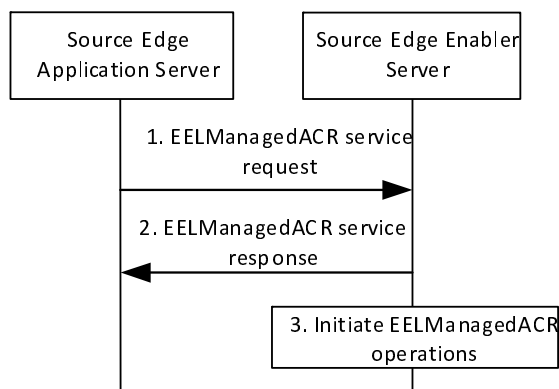 Source Edge
Application Server
Source Edge Enabler
Server
1. EELManagedACR service
request
2. EELManagedACR service
response
3. Initiate EELManagedACR
operations